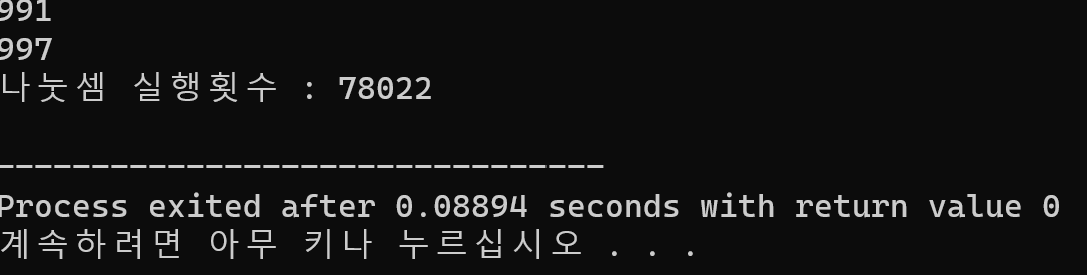 991
997
나눗셈 실행횟수 : 78022
--------------------------------
Process exited after 0.08894 seconds with return value 0
계속하려면 아무 키나 누르십시오 . . .